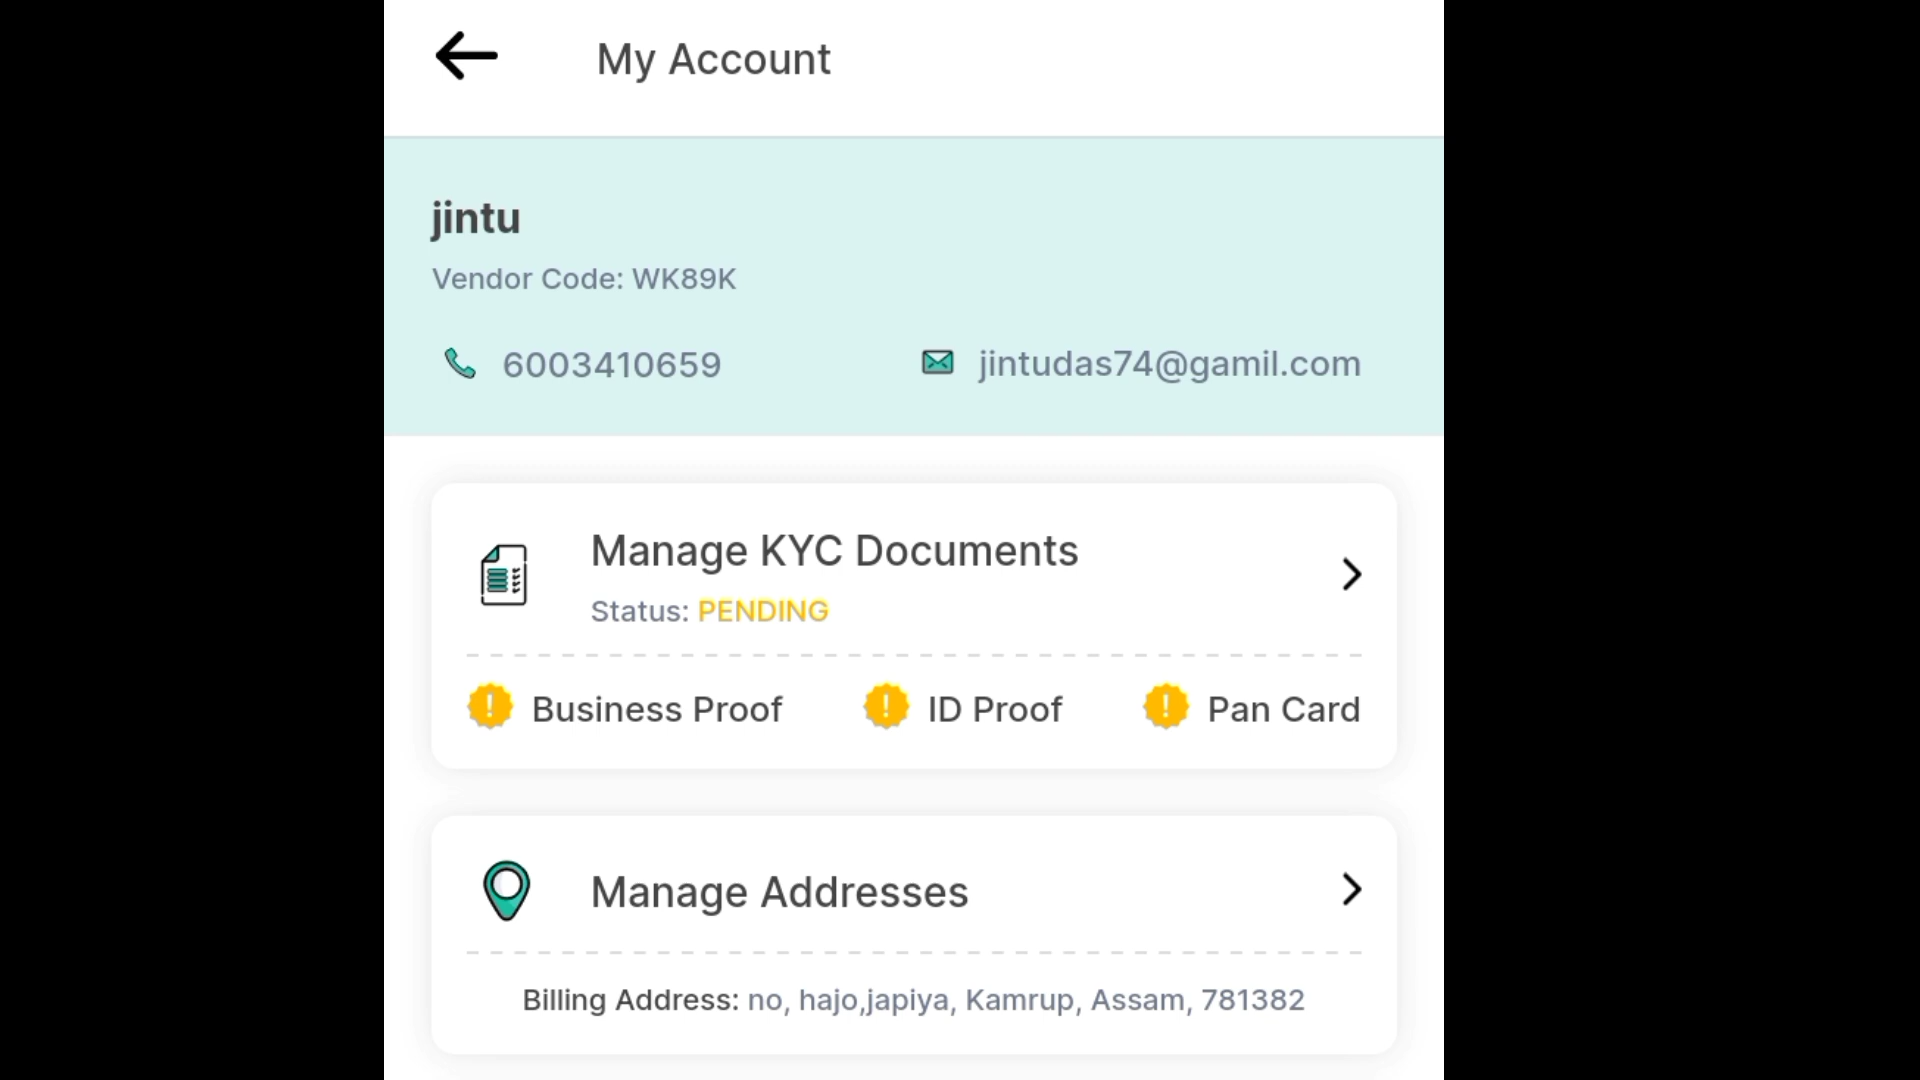 My Account
jintu
Vendor Code: WK89K
6003410659 jintudas74@gamil.com
Manage KYC Documents
Status: PENDING
Business Proof ID Proof Pan Card
Manage Addresses
Billing Address: no, hajo,japiya, Kamrup, Assam, 781382